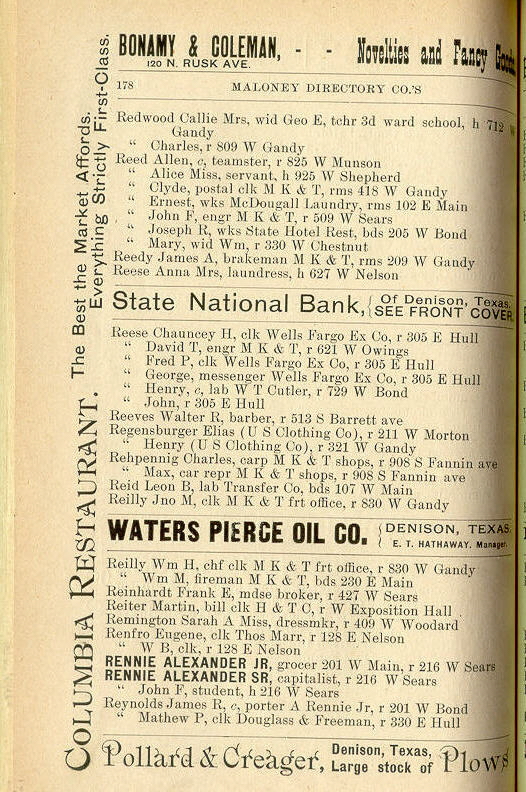 BONAMY & COLEMAN, - - Novelties and Fancy Goods
120 N. RUSK AVE.
178 MALONEY DIRECTORY CO.'S
Redwood Callie Mrs, wid Geo E, tchr 3d ward school, h 712 W
Gandy
“ Charles, r 809 W Gandy
Reed Allen, c, teamster, r 825 W Munson
“ Alice Miss, servant, h 925 W Shepherd
“ Clyde, postal clk M K & T, rms 418 W Gandy
“ Ernest, wks McDougall Laundry, rms 102 E Main
“ John F, engr M K & T, r 509 W Sears
“ Joseph R, wks State Hotel Rest, bds 205 W Bond
“ Mary, wid Wm, r 330 W Chestnut
Reedy James A, brakeman M K & T, rms 209 W Gandy
Reese Anna Mrs, laundress, h 627 W Nelson
State National Bank, { Of Denison, Texas.
SEE FRONT COVER.
Reese Chauncey H, clk Wells Fargo Ex Co, r 305 E Hull
“ David T, engr M K & T, r 621 W Owings
“ Fred P, clk Wells Fargo Ex Co, r 305 E Hull
“ George, messenger Wells Fargo Ex Co, r 305 E Hull
“ Henry, c, lab W T Cutler, r 729 W Bond
“ John, r 305 E Hull
Reeves Walter R, barber, r 513 S Barrett ave
Regensburger Elias (U S Clothing Co), r 211 W Morton
“ Henry (U S Clothing Co), r 321 W Gandy
Rehpennig Charles, carp M K & T shops, r 908 S Fannin ave
“ Max, car repr M K & T shops, r 908 S Fannin ave
Reid Leon B, lab Transfer Co, bds 107 W Main
Reilly Jno M, clk M K & T frt office, r 830 W Gandy
WATERS PIERCE OIL CO. { DENISON, TEXAS.
E. T. HATHAWAY. Manager.
Reilly Wm H, chf clk M K & T frt office, r 830 W Gandy
“ Wm M, fireman M K & T, bds 230 E Main
Reinhardt Frank E, mdse broker, r 427 W Sears
Reiter Martin, bill clk H & T C, r W Exposition Hall
Remington Sarah A Miss, dressmkr, r 409 W Woodard
Renfro Eugene, clk Thos Marr, r 128 E Nelson
“ W B, clk, r 128 E Nelson
RENNIE ALEXANDER JR, grocer 201 W Main, r 216 W Sears
RENNIE ALEXANDER SR, capitalist, r 216 W Sears
“ John F, student, h 216 W Sears
Reynolds James R, c, porter A Rennie Jr, r 201 W Bond
“ Mathew P, clk Douglass & Freeman, r 330 E Hull
Pollard & Creager, Denison, Texas, Large stock of Plows
COLUMBIA RESTAURANT. The Best the Market Affords.
Everything Strictly First-Class.